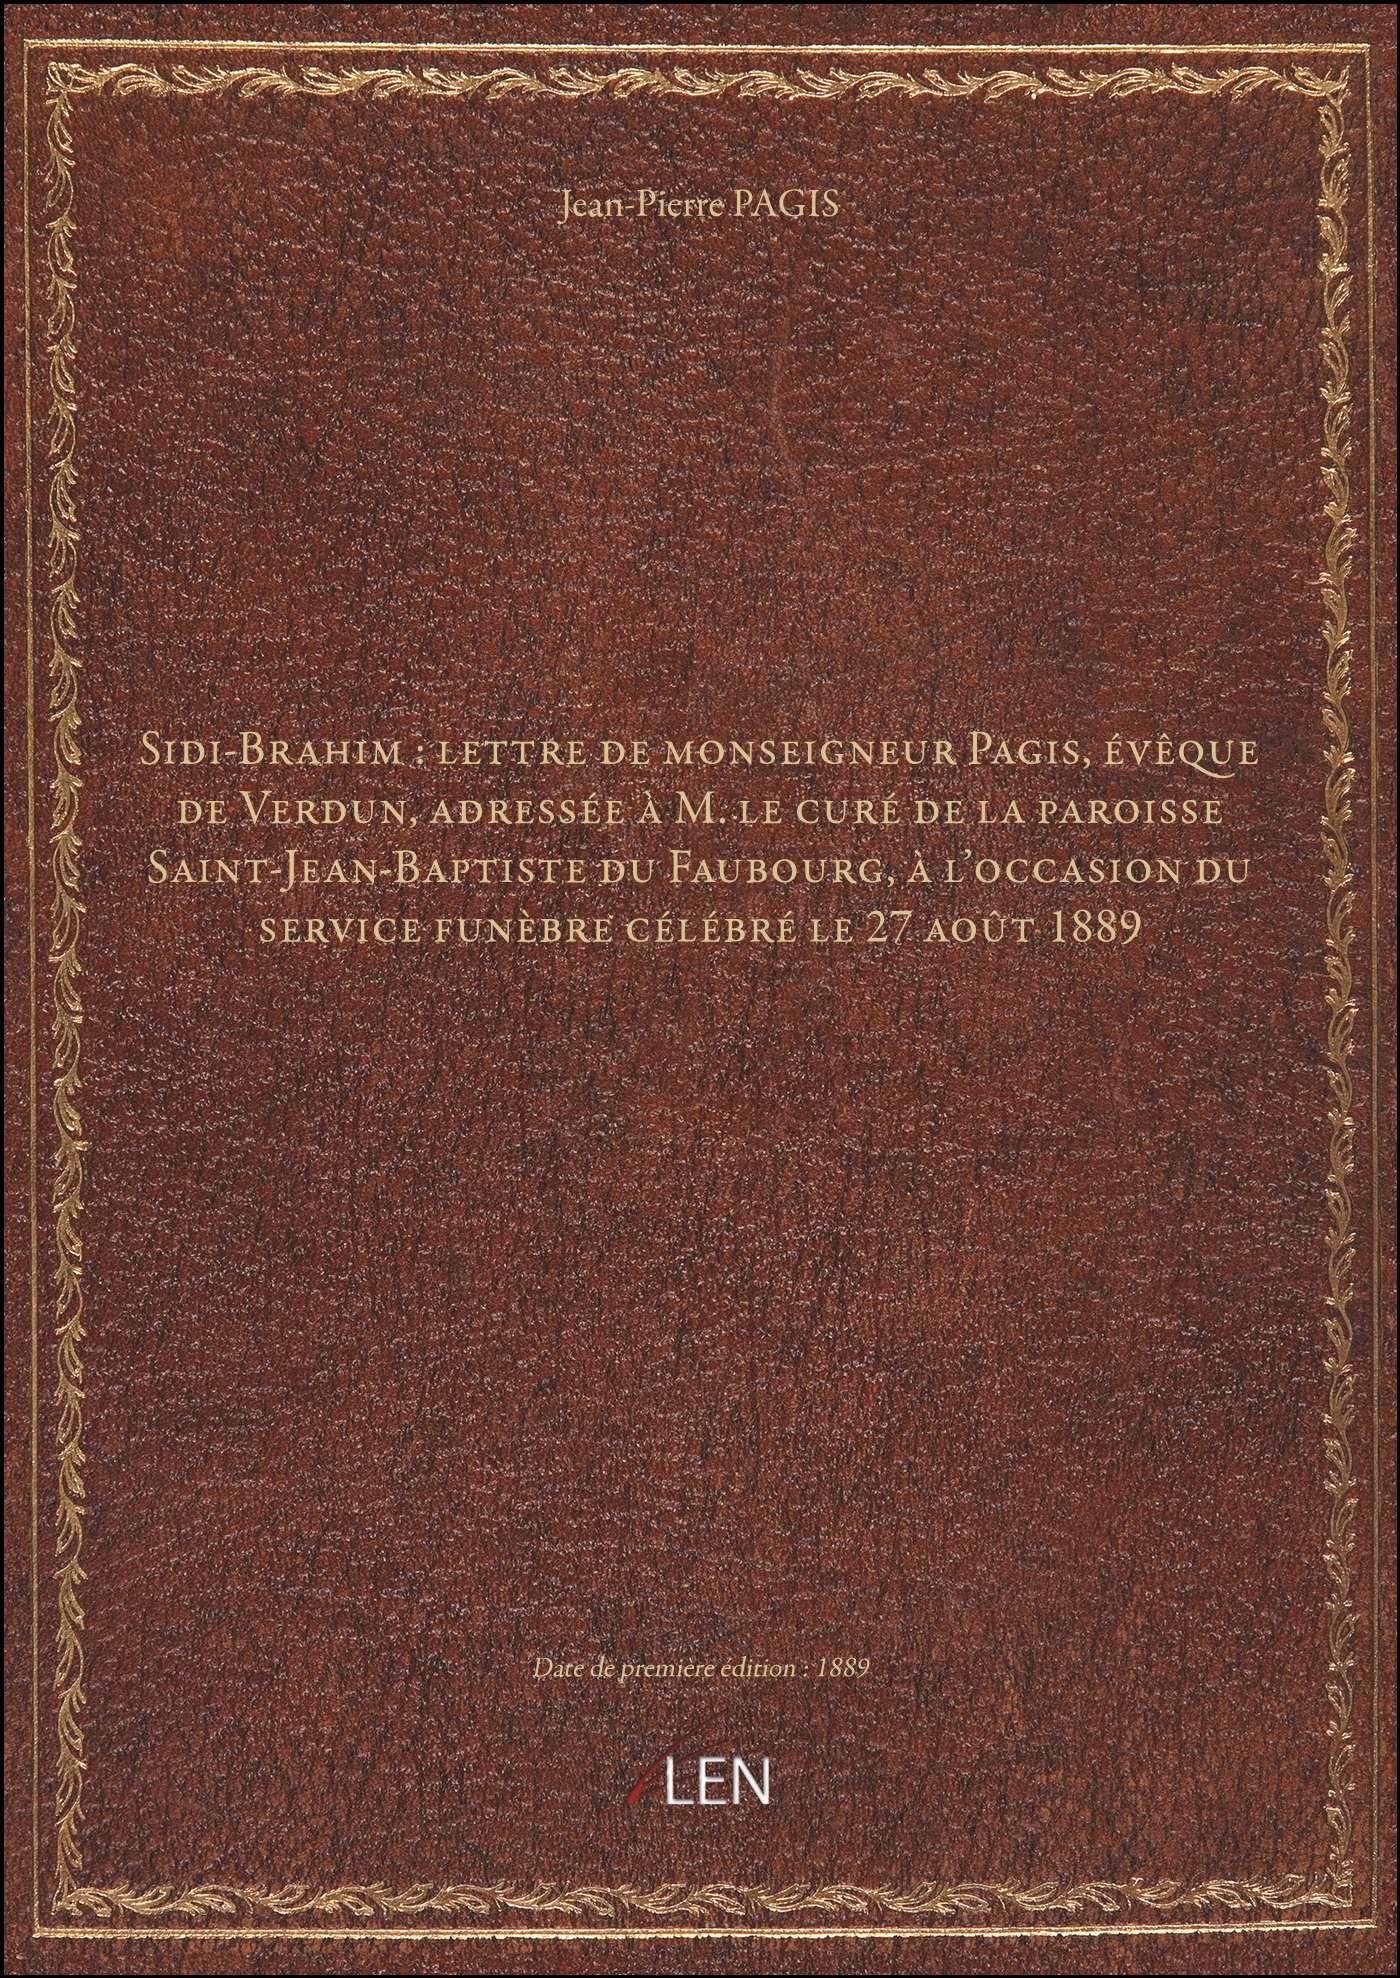 Jean-Pierre PAGIS
Sidi-Brahim : lettre de monseigneur Pagis, évêque
de Verdun, adressée à M. le curé de la paroisse
Saint-Jean-Baptiste du Faubourg, à l'occasion du
service funèbre célébré le 27 août 1889
Date de première édition : 1889
LEN